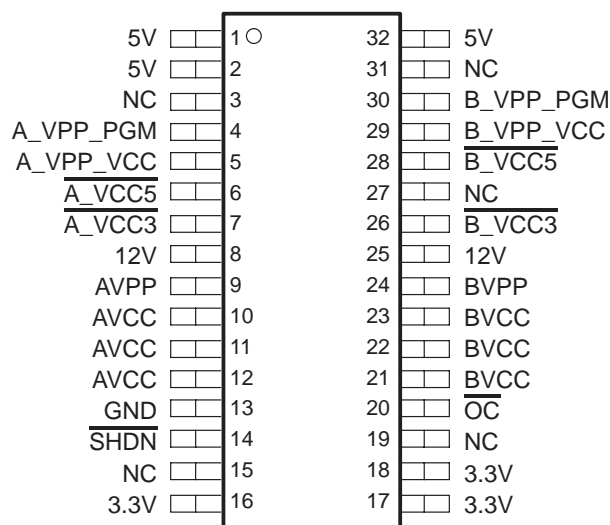 5V 1 32 5V
5V 2 31 NC
NC 3 30 B_VPP_PGM
A_VPP_PGM 4 29 B_VPP_VCC
A_VPP_VCC 5 28 B_VCC5
A_VCC5 6 27 NC
A_VCC3 7 26 B_VCC3
12V 8 25 12V
AVPP 9 24 BVPP
AVCC 10 23 BVCC
AVCC 11 22 BVCC
AVCC 12 21 BVCC
GND 13 20 OC
SHDN 14 19 NC
NC 15 18 3.3V
3.3V 16 17 3.3V